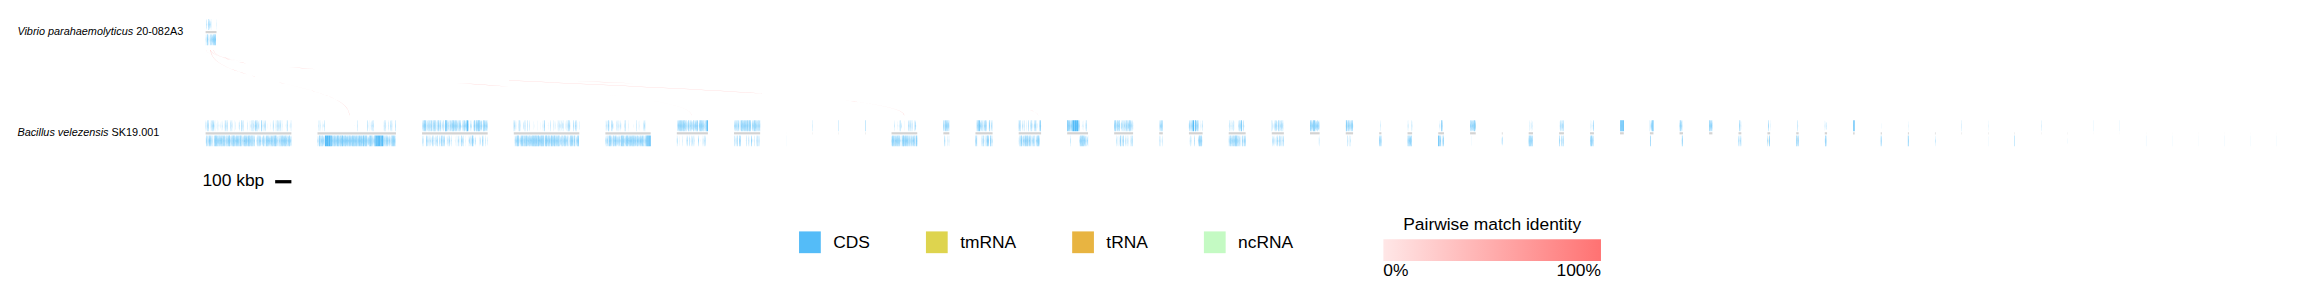 Vibrio parahaemolyticus 20-082A3
Bacillus velezensis SK19.001
100 kbp
Pairwise match identity
CDS tmRNA tRNA ncRNA
0% 100%